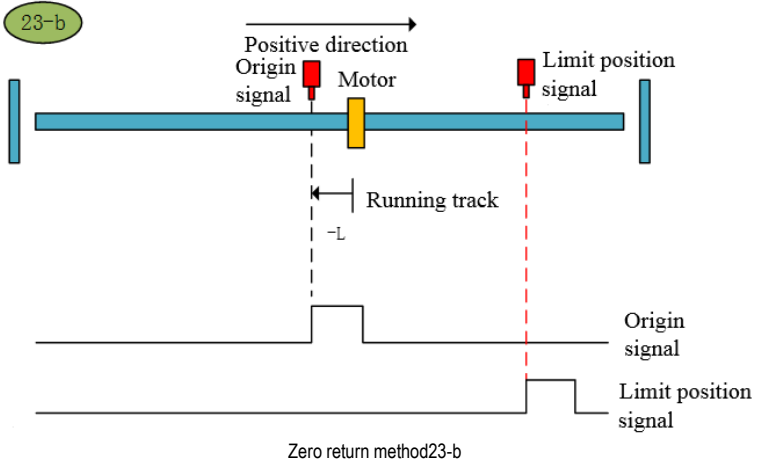 23-b
Positive direction
Origin
signal
Motor
Limit position
signal
Running track
-L
Origin
signal
Limit position
signal
Zero return method23-b